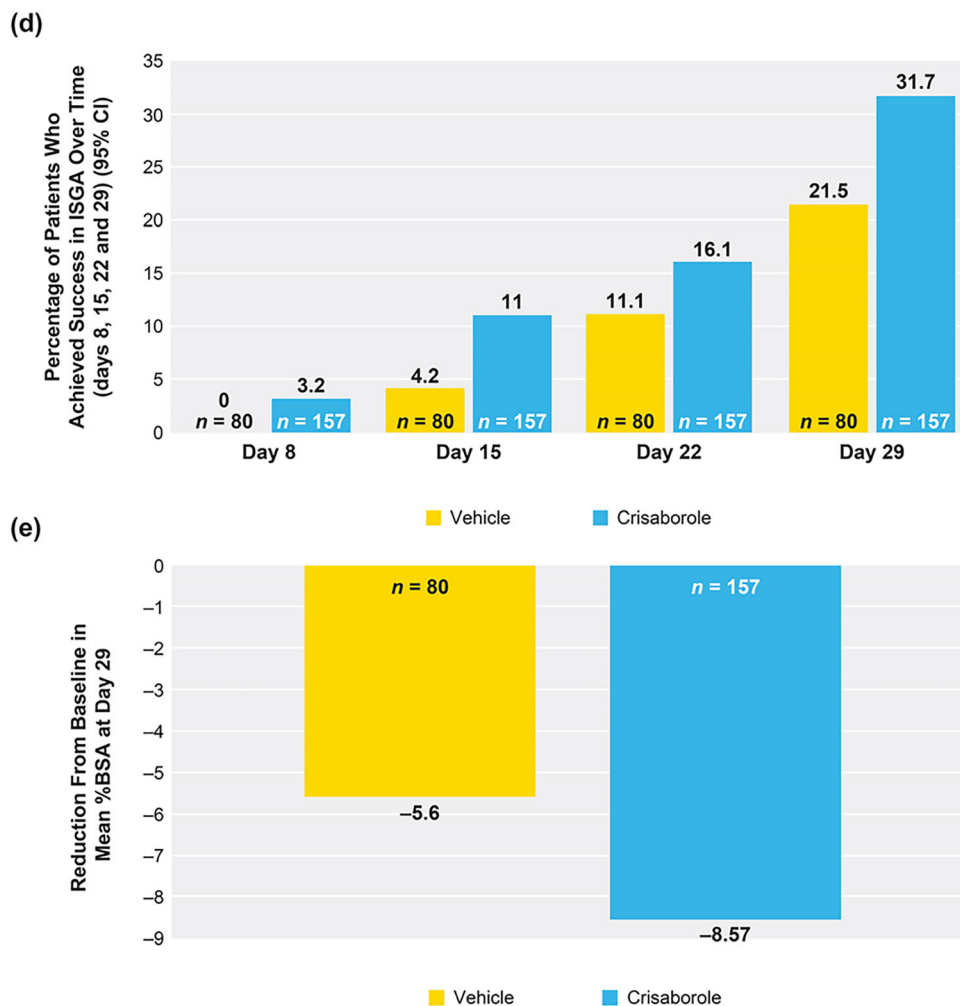 (d)
Percentage of Patients Who
Achieved Success in ISGA Over Time
(days 8, 15, 22 and 29) (95% CI)
35
30
25
20
15
10
5
0
0
n = 80
3.2
n = 157
4.2
n = 80
11
n = 157
11.1
n = 80
16.1
n = 157
21.5
n = 80
31.7
n = 157
Day 8
Day 15
Day 22
Day 29
Vehicle
Crisaborole
(e)
Reduction From Baseline in
Mean %BSA at Day 29
0
–1
–2
–3
–4
–5
–6
–7
–8
–9
n = 80
–5.6
n = 157
–8.57
Vehicle
Crisaborole